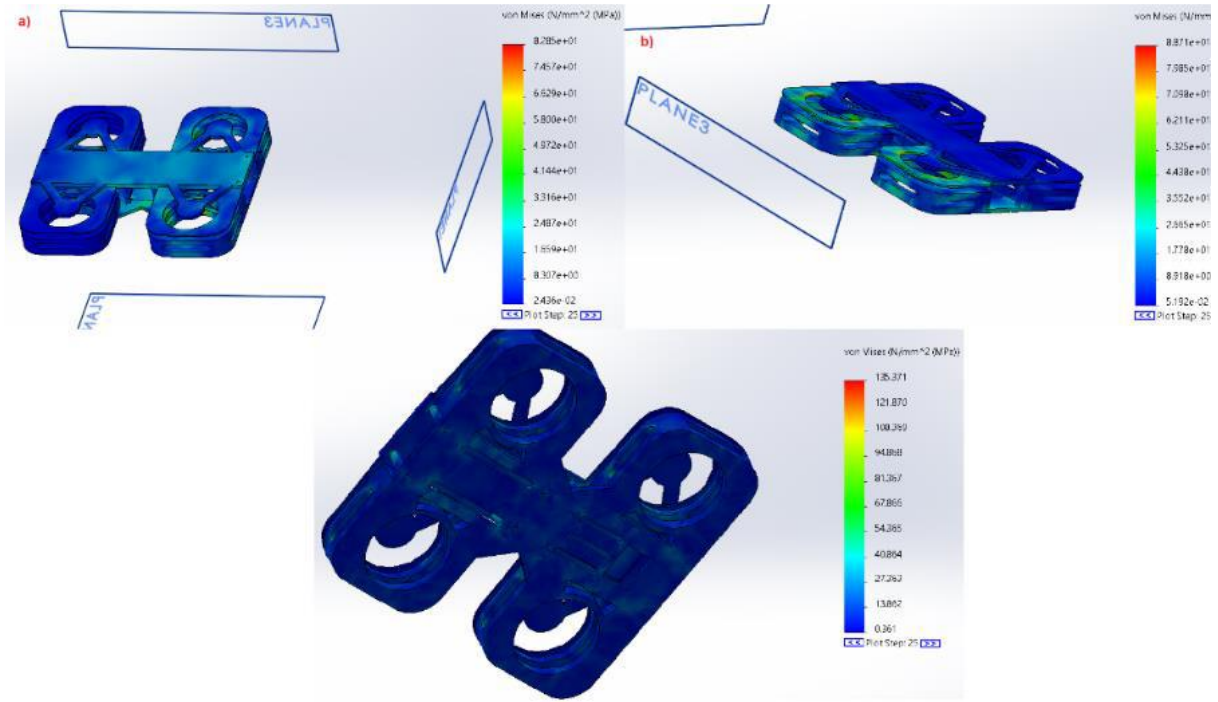 a)
PLANE3
von Mises (N/mm^2 (MPa))
8.285e+01
7.457e+01
6.629e+01
5.800e+01
4.972e+01
4.144e+01
3.316e+01
2.487e+01
1.659e+01
8.307e+00
2.436e-02
<< Plot Step: 25 >>
PLAN
b)
PLANE3
von Mises (N/mm
8.871e+01
7.985e+01
7.098e+01
6.211e+01
5.325e+01
4.438e+01
3.552e+01
2.665e+01
1.778e+01
8.918e+00
5.192e-02
<< Plot Step: 25
von Mises (N/mm^2 (MPa))
135.371
121.870
108.369
94.868
81.367
67.866
54.365
40.864
27.363
13.862
0.361
<< Plot Step: 25 >>